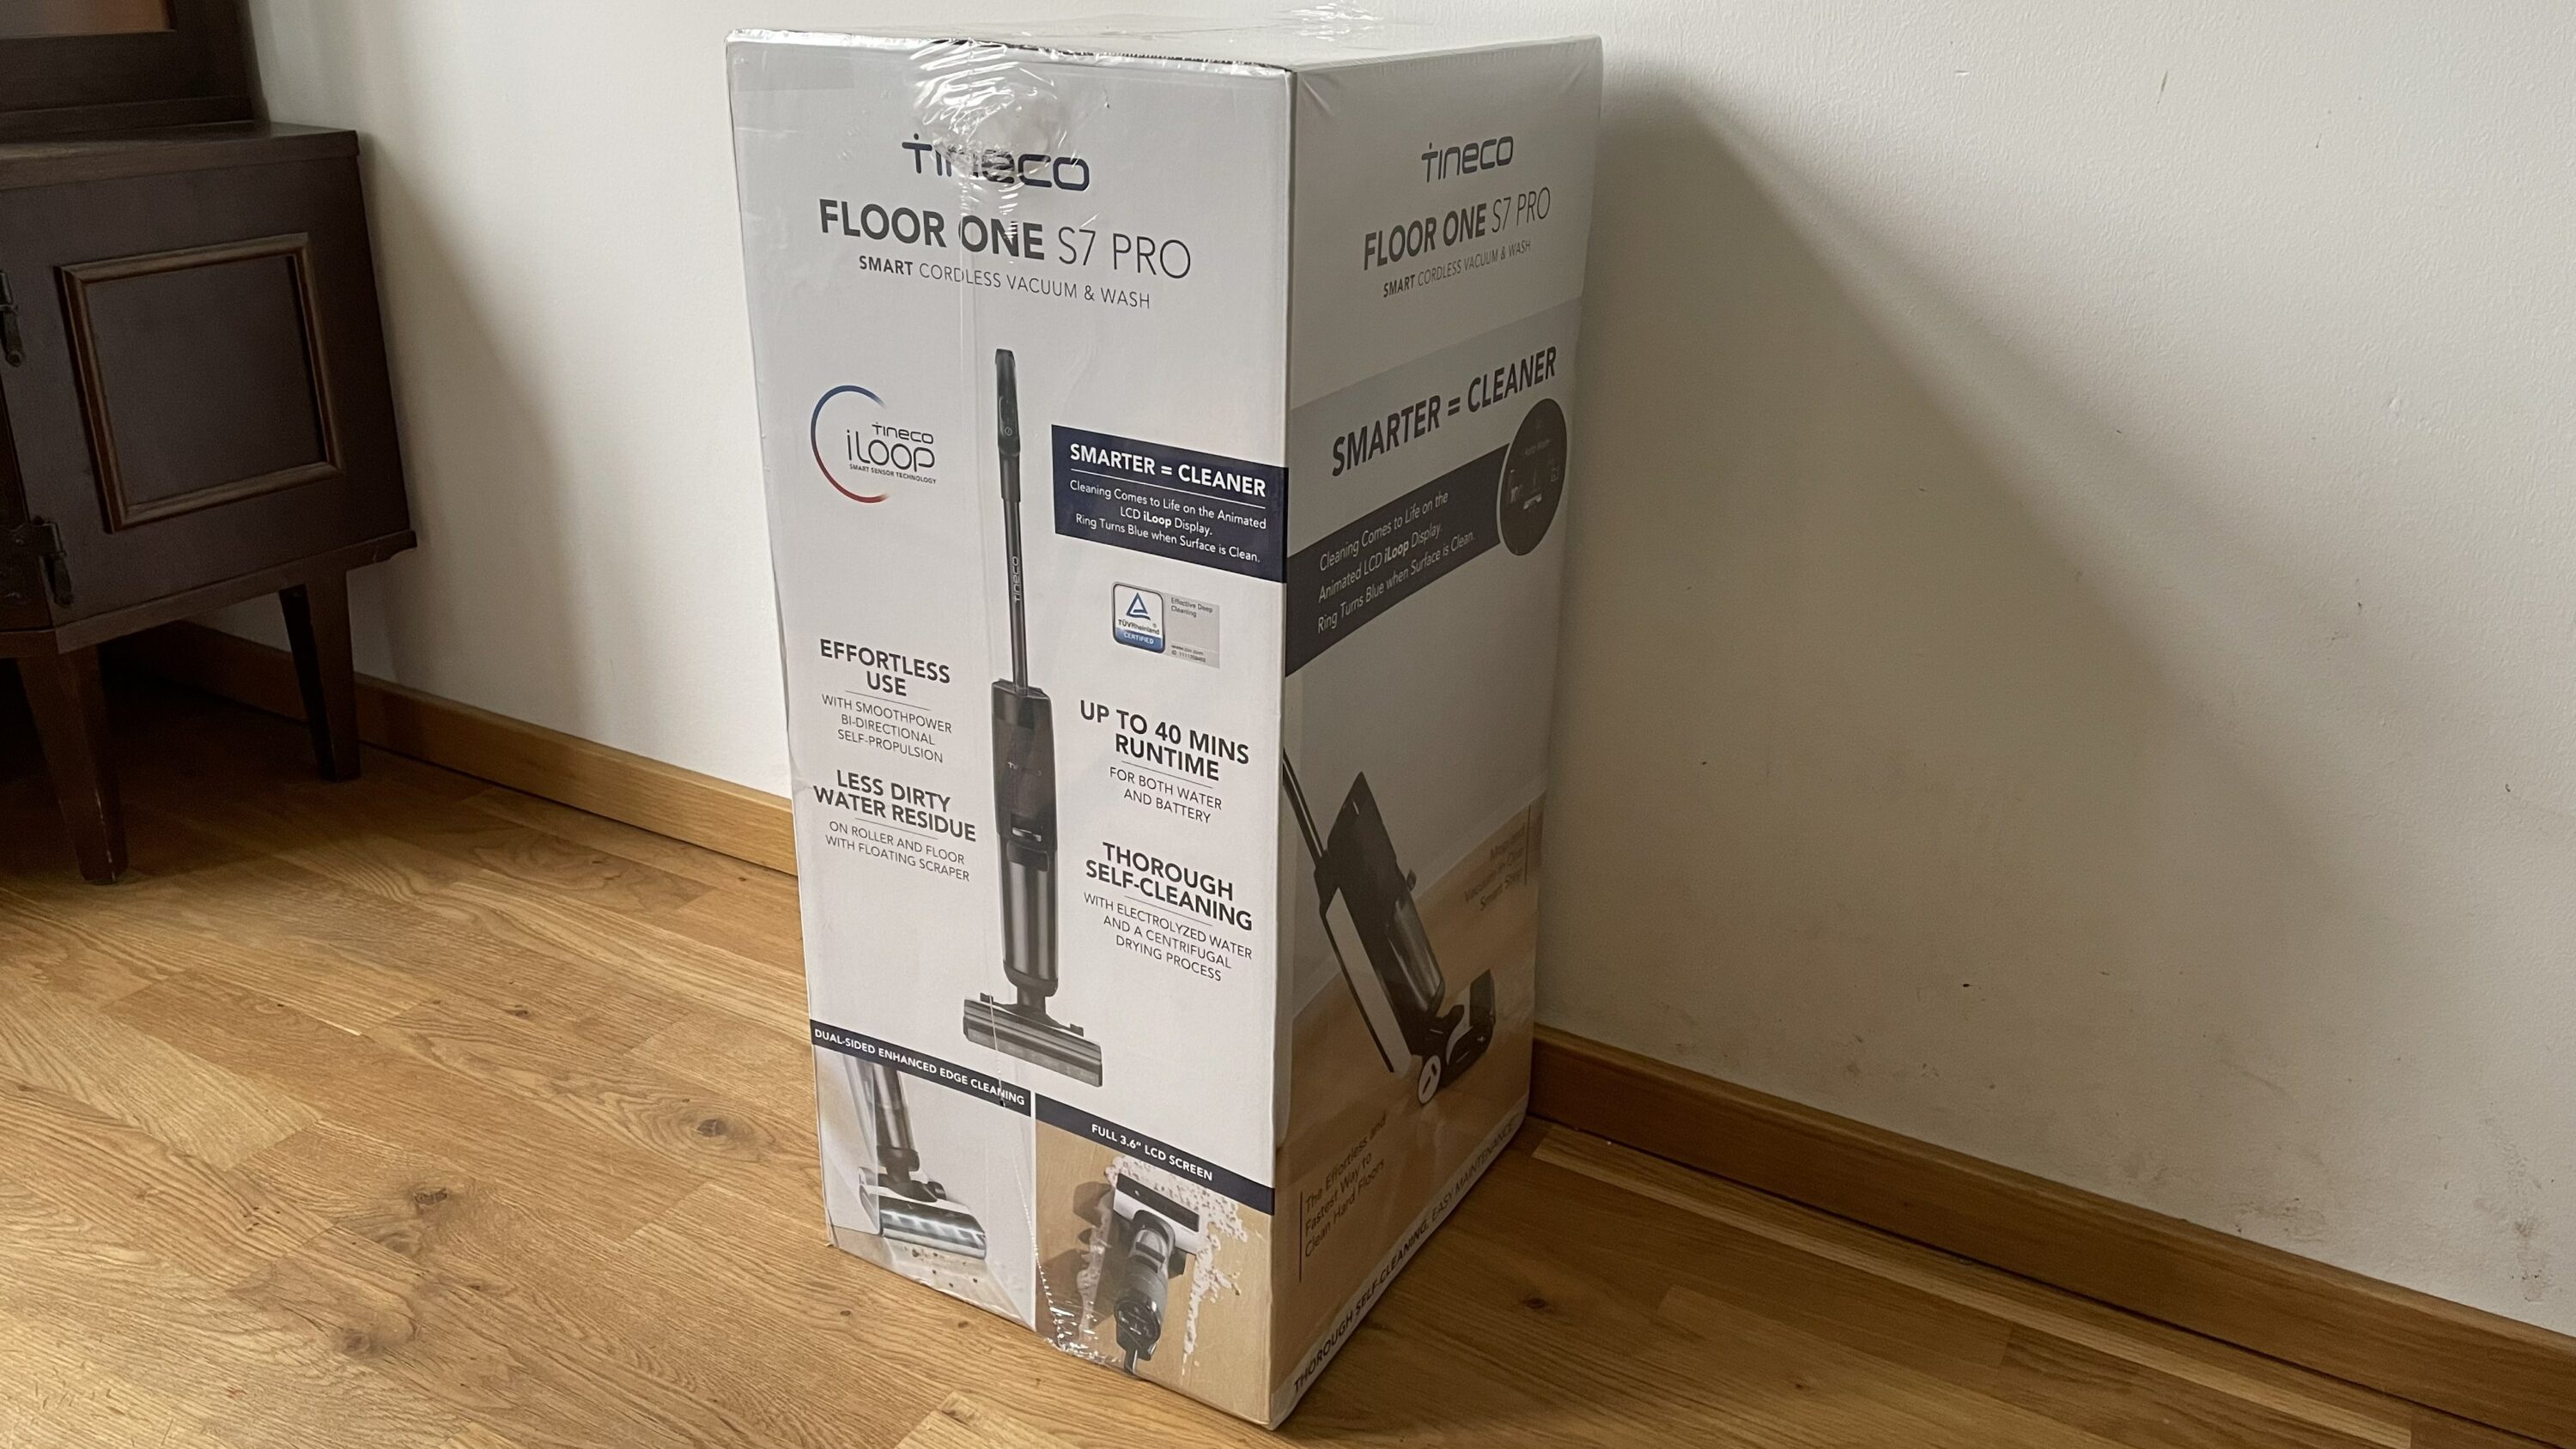 TINECO
FLOOR ONE S7 PRO
SMART CORDLESS VACUUM & WASH
TINECO
iLOOP
SMART SENSOR TECHNOLOGY
SMARTER = CLEANER
Cleaning Comes to Life on the Animated
LCD iLoop Display.
Ring Turns Blue when Surface is Clean.
TÜVRheinland
CERTIFIED
Effective Deep
Cleaning
EFFORTLESS
USE
WITH SMOOTHPOWER
BI-DIRECTIONAL
SELF-PROPULSION
LESS DIRTY
WATER RESIDUE
ON ROLLER AND FLOOR
WITH FLOATING SCRAPER
TINECO
UP TO 40 MINS
RUNTIME
FOR BOTH WATER
AND BATTERY
THOROUGH
SELF-CLEANING
WITH ELECTROLYZED WATER
AND A CENTRIFUGAL
DRYING PROCESS
DUAL-SIDED ENHANCED EDGE CLEANING
FULL 3.6" LCD SCREEN
TINECO
FLOOR ONE S7 PRO
SMART CORDLESS VACUUM & WASH
SMARTER = CLEANER
Cleaning Comes to Life on the
Animated LCD iLoop Display.
Ring Turns Blue when Surface is Clean.
The Effortless and
Fastest Way to
Clean Hard Floors
THOROUGH SELF-CLEANING, EASY MAINTENANCE